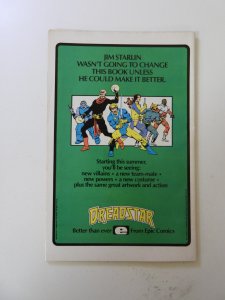 JIM STARLIN
WASN'T GOING TO CHANGE
THIS BOOK UNLESS
HE COULD MAKE IT BETTER.
Starting this summer,
you'll be seeing:
new villains • a new team-mate •
new powers • a new costume •
plus the same great artwork and action
DREADSTAR
Better than ever
From Epic Comics